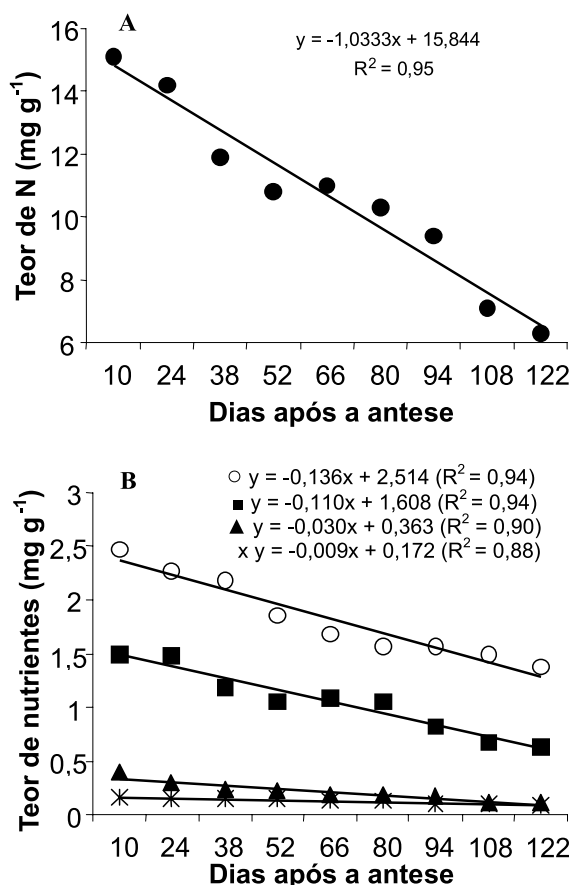 A
y = -1,0333x + 15,844
R² = 0,95
Teor de N (mg g⁻¹)
16
14
12
10
8
6
10 24 38 52 66 80 94 108 122
Dias após a antese
B
y = -0,136x + 2,514 (R² = 0,94)
y = -0,110x + 1,608 (R² = 0,94)
y = -0,030x + 0,363 (R² = 0,90)
x y = -0,009x + 0,172 (R² = 0,88)
Teor de nutrientes (mg g⁻¹)
3
2,5
2
1,5
1
0,5
0
10 24 38 52 66 80 94 108 122
Dias após a antese